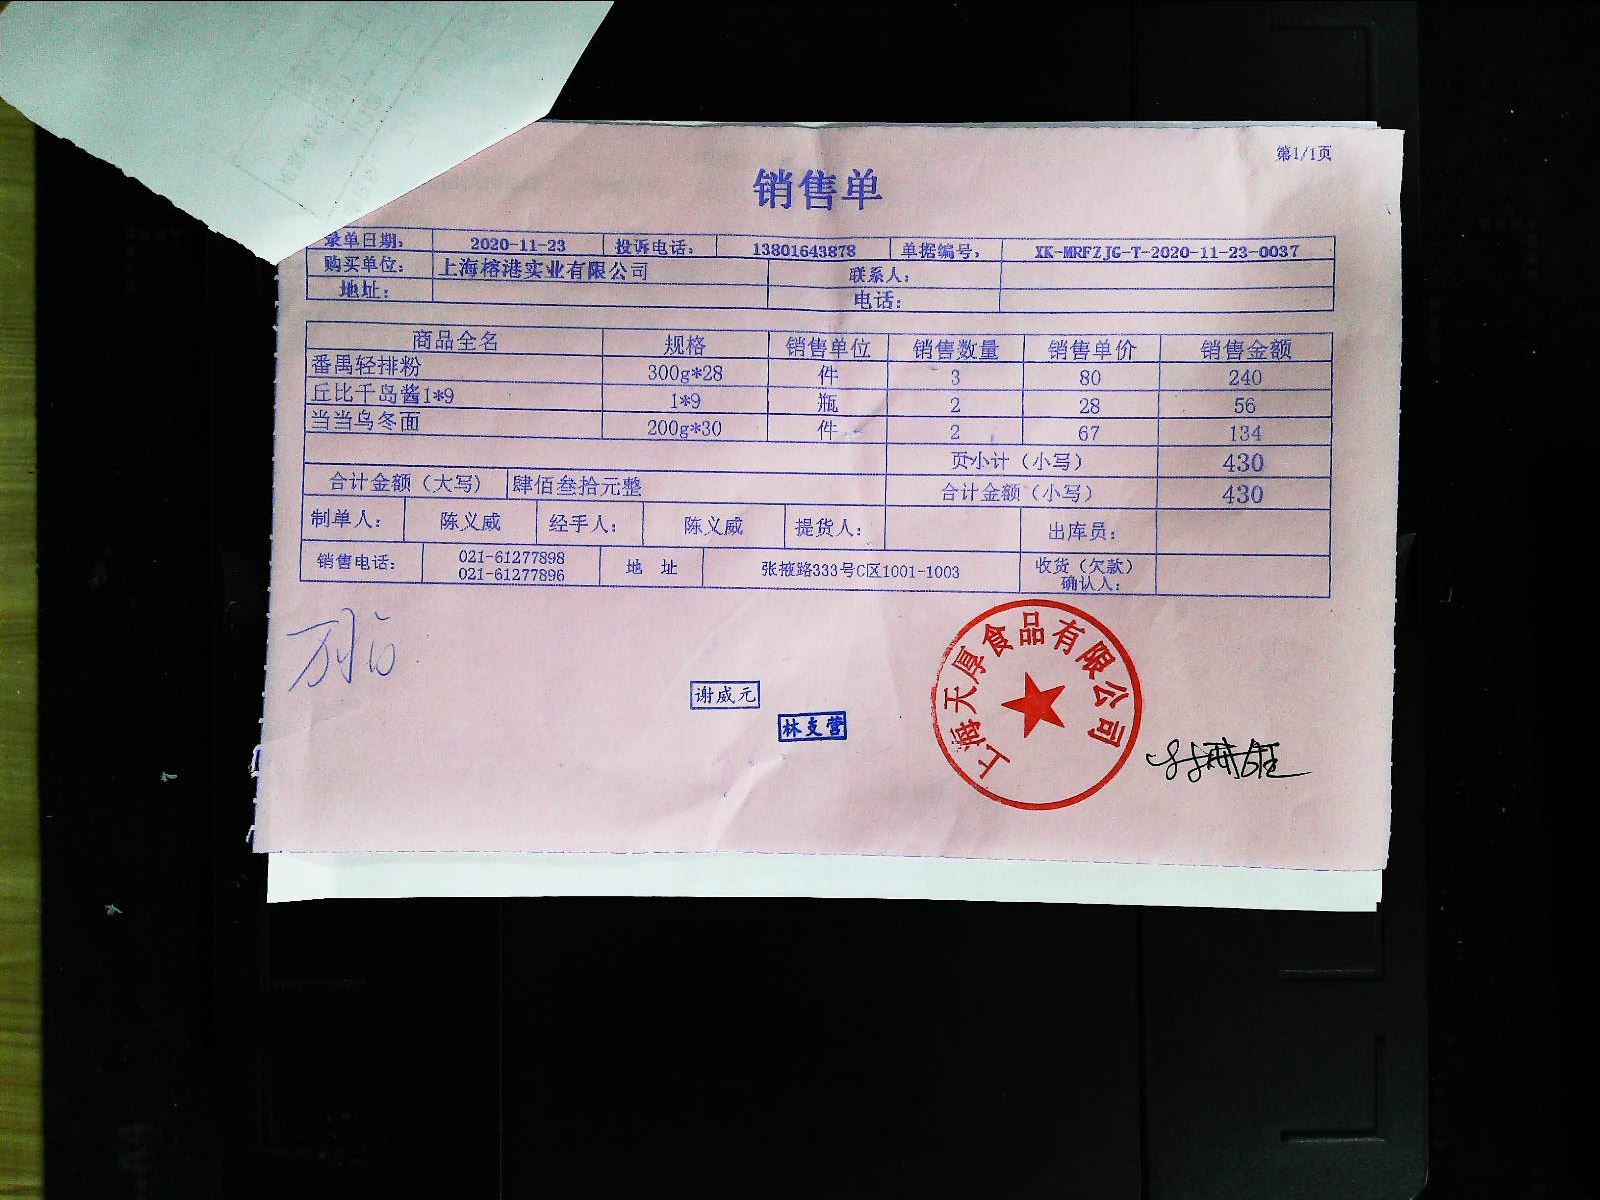 第1/1页
销售单
录单日期: 2020-11-23 投诉电话: 13801643878 单据编号: XK-MRFZJG-T-2020-11-23-0037
购买单位: 上海榕港实业有限公司 联系人:
地址: 电话:
商品全名 规格 销售单位 销售数量 销售单价 销售金额
番禺轻排粉 300g*28 件 3 80 240
丘比千岛酱1*9 1*9 瓶 2 28 56
当当乌冬面 200g*30 件 2 67 134
页小计（小写） 430
合计金额（大写） 肆佰叁拾元整 合计金额（小写） 430
制单人: 陈义威 经手人: 陈义威 提货人: 出库员:
销售电话: 021-61277898 021-61277896 地 址 张掖路333号C区1001-1003 收货（欠款）确认人:
谢威元
林支营
上海天厚食品有限公司